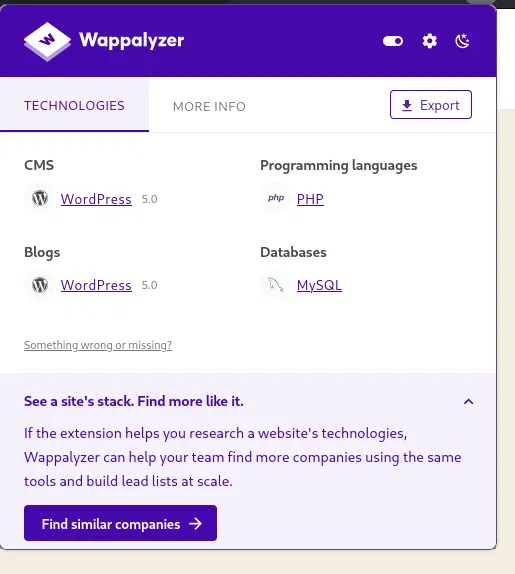 Wappalyzer
TECHNOLOGIES
MORE INFO
Export
CMS
WordPress 5.0
Programming languages
php PHP
Blogs
WordPress 5.0
Databases
MySQL
Something wrong or missing?
See a site's stack. Find more like it.
If the extension helps you research a website's technologies,
Wappalyzer can help your team find more companies using the same
tools and build lead lists at scale.
Find similar companies